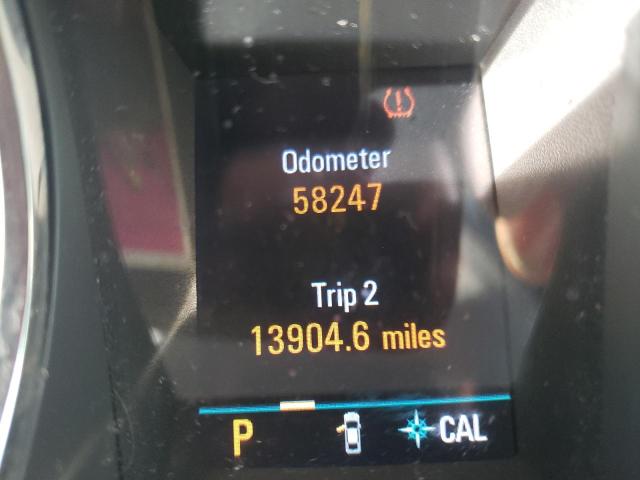 Odometer
58247
Trip 2
13904.6 miles
P CAL